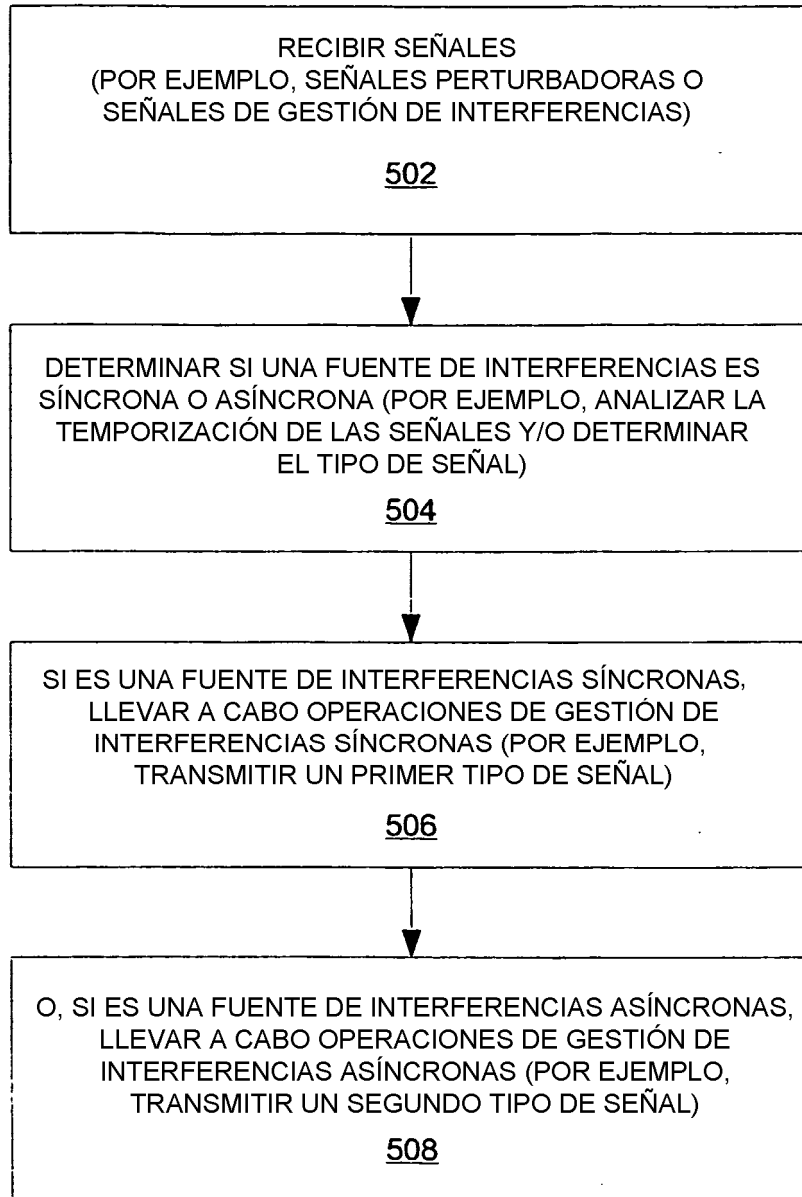 RECIBIR SEÑALES
(POR EJEMPLO, SEÑALES PERTURBADORAS O
SEÑALES DE GESTIÓN DE INTERFERENCIAS)
502
DETERMINAR SI UNA FUENTE DE INTERFERENCIAS ES
SÍNCRONA O ASÍNCRONA (POR EJEMPLO, ANALIZAR LA
TEMPORIZACIÓN DE LAS SEÑALES Y/O DETERMINAR
EL TIPO DE SEÑAL)
504
SI ES UNA FUENTE DE INTERFERENCIAS SÍNCRONAS,
LLEVAR A CABO OPERACIONES DE GESTIÓN DE
INTERFERENCIAS SÍNCRONAS (POR EJEMPLO,
TRANSMITIR UN PRIMER TIPO DE SEÑAL)
506
O, SI ES UNA FUENTE DE INTERFERENCIAS ASÍNCRONAS,
LLEVAR A CABO OPERACIONES DE GESTIÓN DE
INTERFERENCIAS ASÍNCRONAS (POR EJEMPLO,
TRANSMITIR UN SEGUNDO TIPO DE SEÑAL)
508